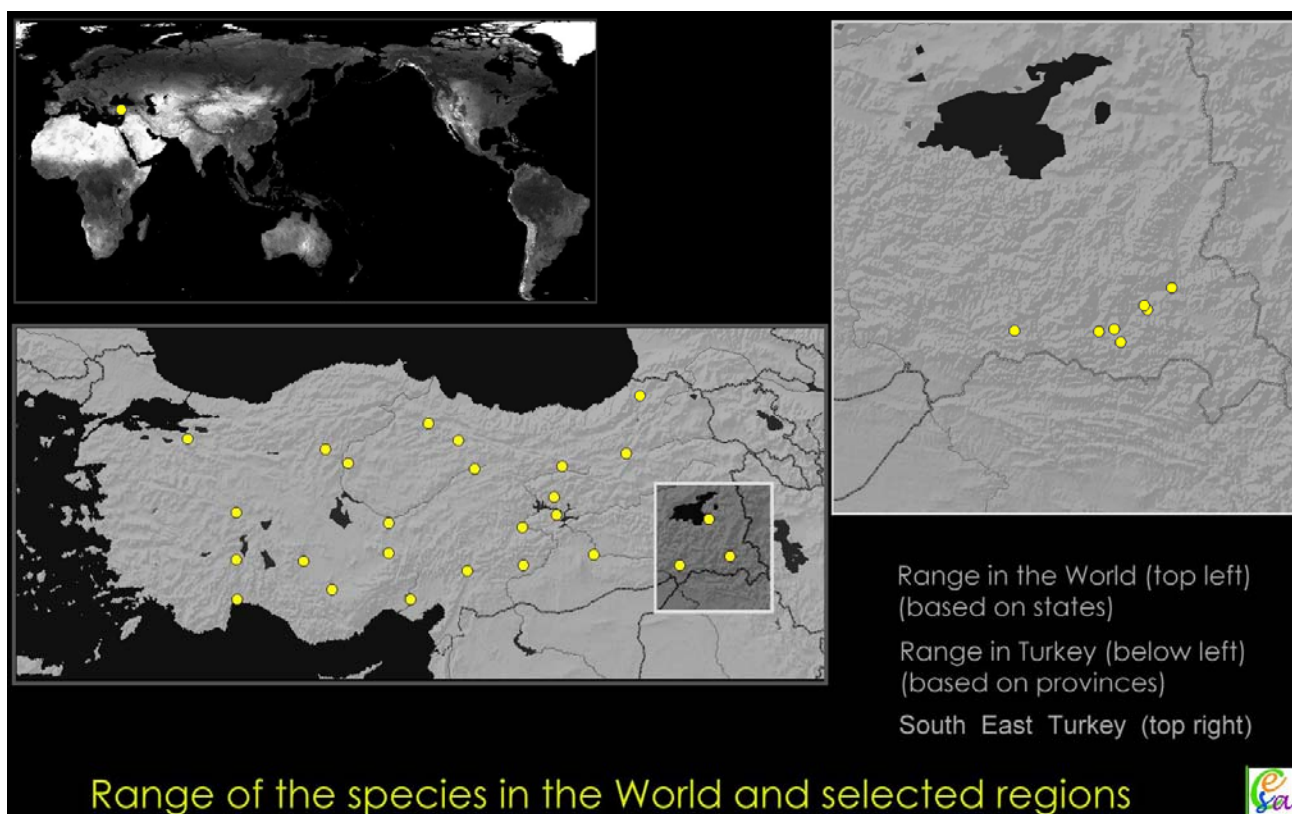 Range in the World (top left)
(based on states)
Range in Turkey (below left)
(based on provinces)
South East Turkey (top right)
Range of the species in the World and selected regions